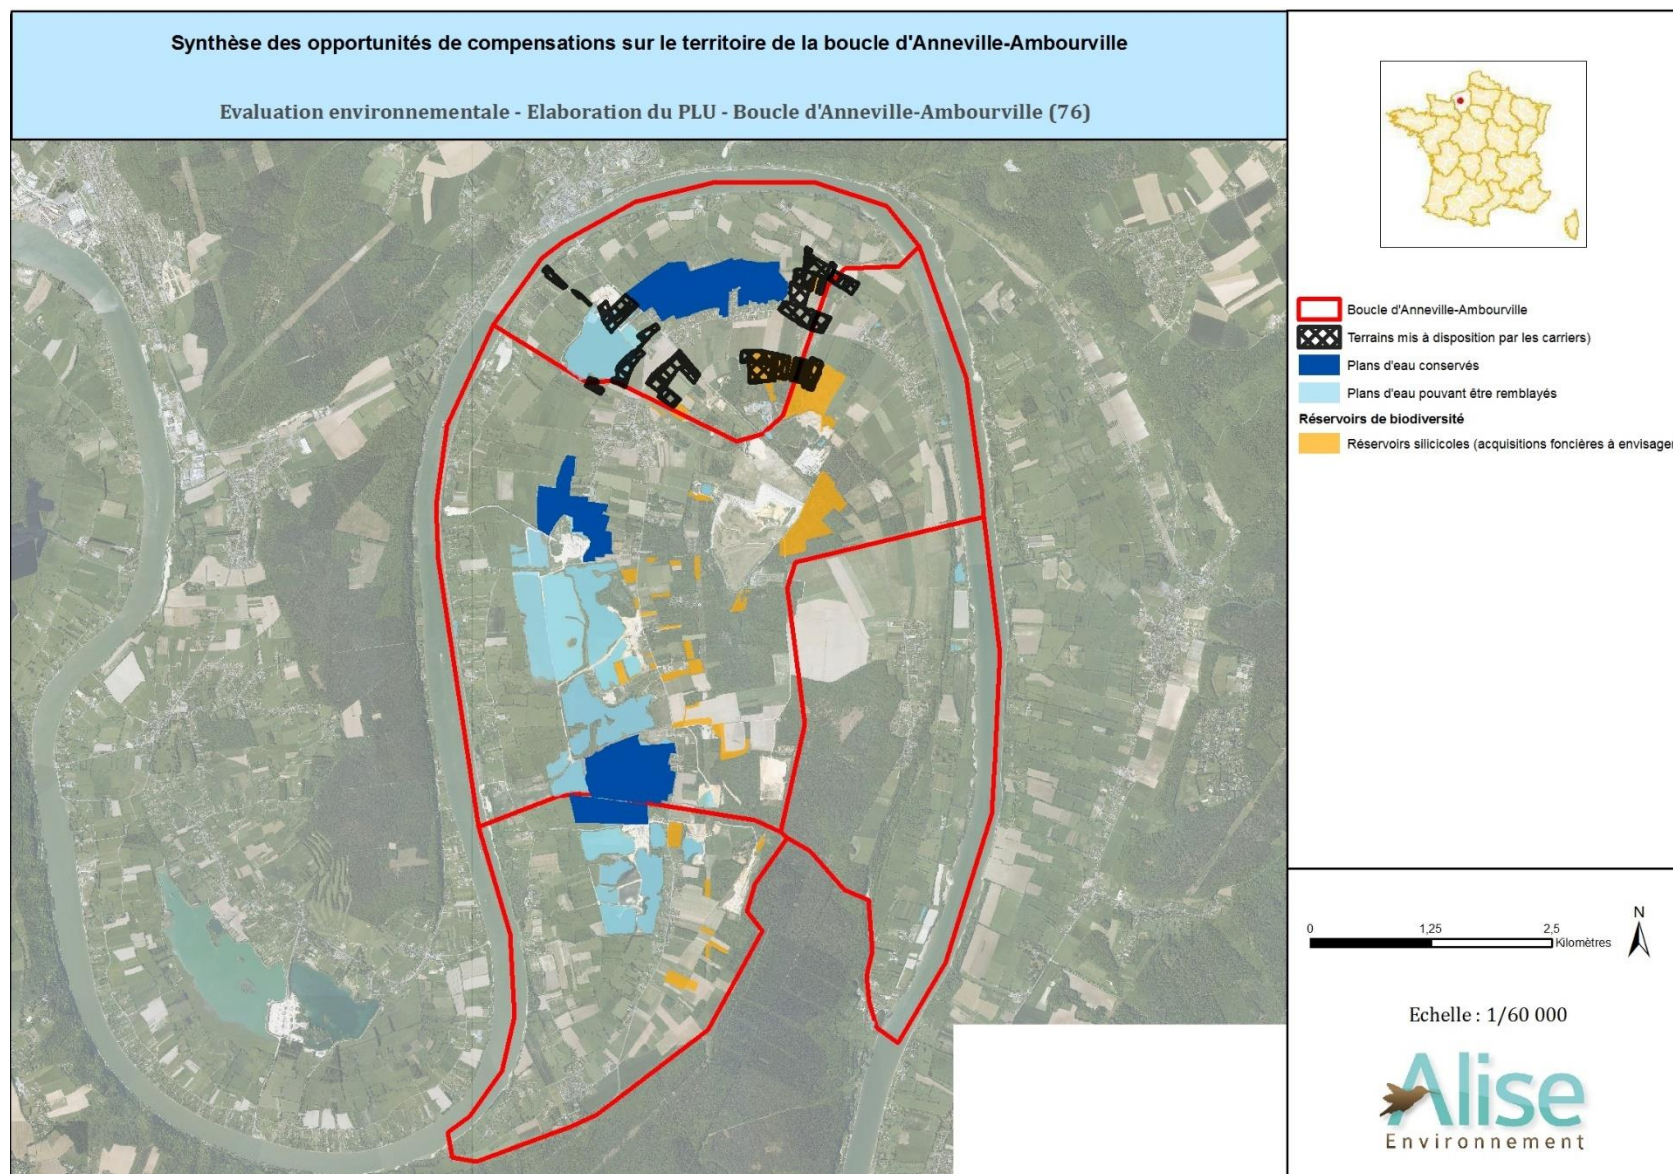 Synthèse des opportunités de compensations sur le territoire de la boucle d'Anneville-Ambourville
Evaluation environnementale - Elaboration du PLU - Boucle d'Anneville-Ambourville (76)
Boucle d'Anneville-Ambourville
Terrains mis à disposition par les carriers)
Plans d'eau conservés
Plans d'eau pouvant être remblayés
Réservoirs de biodiversité
Réservoirs silicicoles (acquisitions foncières à envisager
0 1,25 2,5
Kilomètres
N
Echelle : 1/60 000
Alise
Environnement